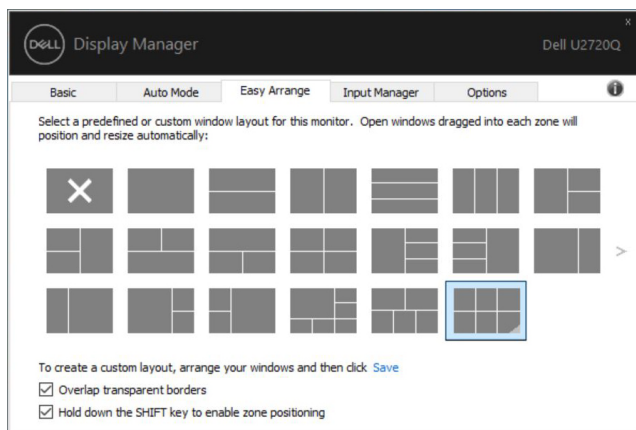 DELL Display Manager
x
Dell U2720Q
Basic Auto Mode Easy Arrange Input Manager Options i
Select a predefined or custom window layout for this monitor. Open windows dragged into each zone will
position and resize automatically:
>
To create a custom layout, arrange your windows and then click Save
Overlap transparent borders
Hold down the SHIFT key to enable zone positioning